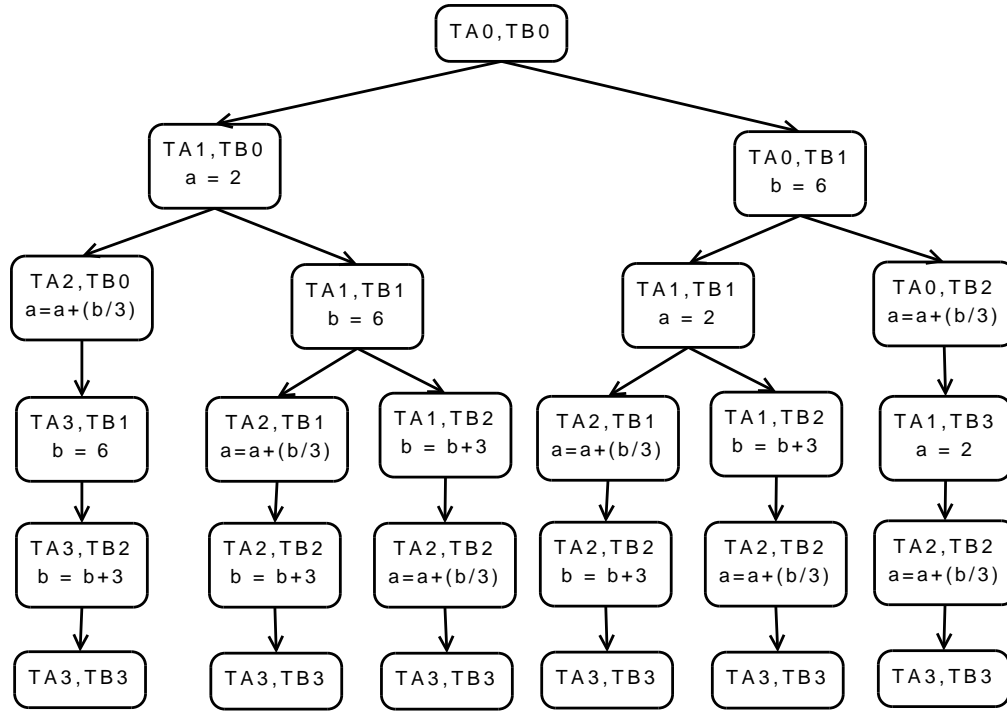 TA0,TB0
TA1,TB0
a = 2
TA0,TB1
b = 6
TA2,TB0
a=a+(b/3)
TA1,TB1
b = 6
TA1,TB1
a = 2
TA0,TB2
a=a+(b/3)
TA3,TB1
b = 6
TA2,TB1
a=a+(b/3)
TA1,TB2
b = b+3
TA2,TB1
a=a+(b/3)
TA1,TB2
b = b+3
TA1,TB3
a = 2
TA3,TB2
b = b+3
TA2,TB2
b = b+3
TA2,TB2
a=a+(b/3)
TA2,TB2
b = b+3
TA2,TB2
a=a+(b/3)
TA2,TB2
a=a+(b/3)
TA3,TB3
TA3,TB3
TA3,TB3
TA3,TB3
TA3,TB3
TA3,TB3